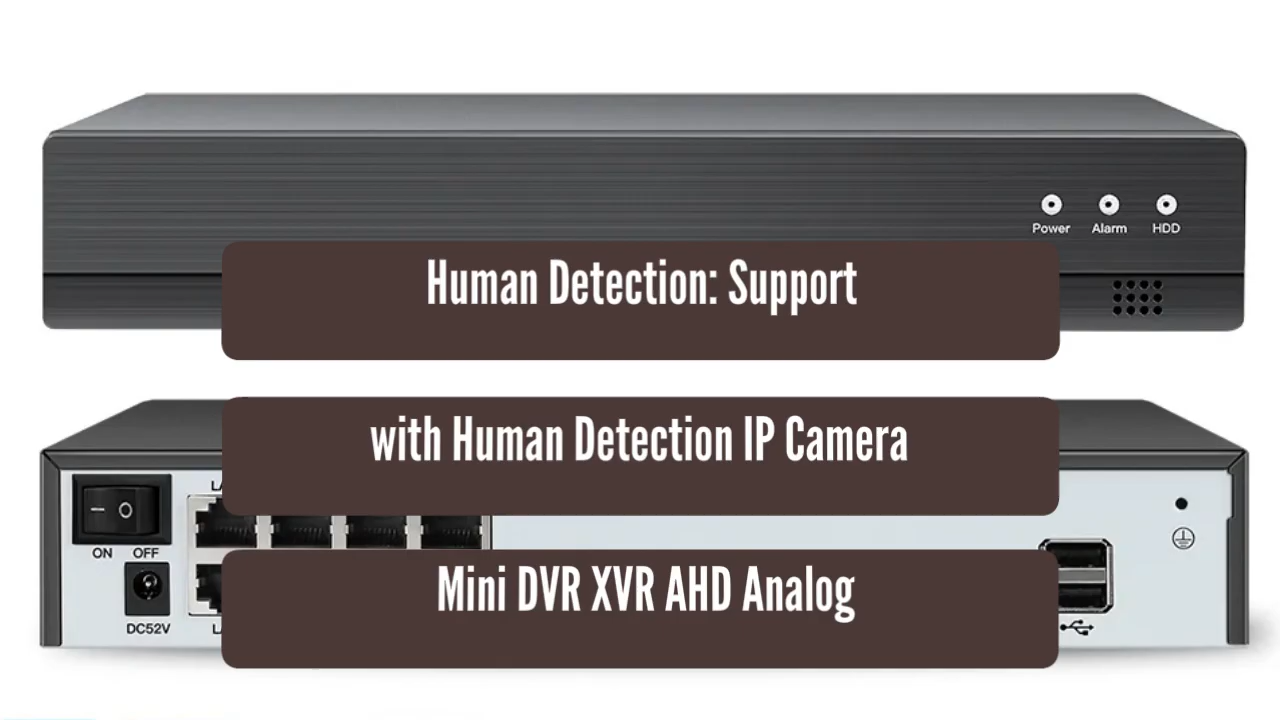 Power Alarm HDD
Human Detection: Support
with Human Detection IP Camera
ON OFF
Mini DVR XVR AHD Analog
DC52V